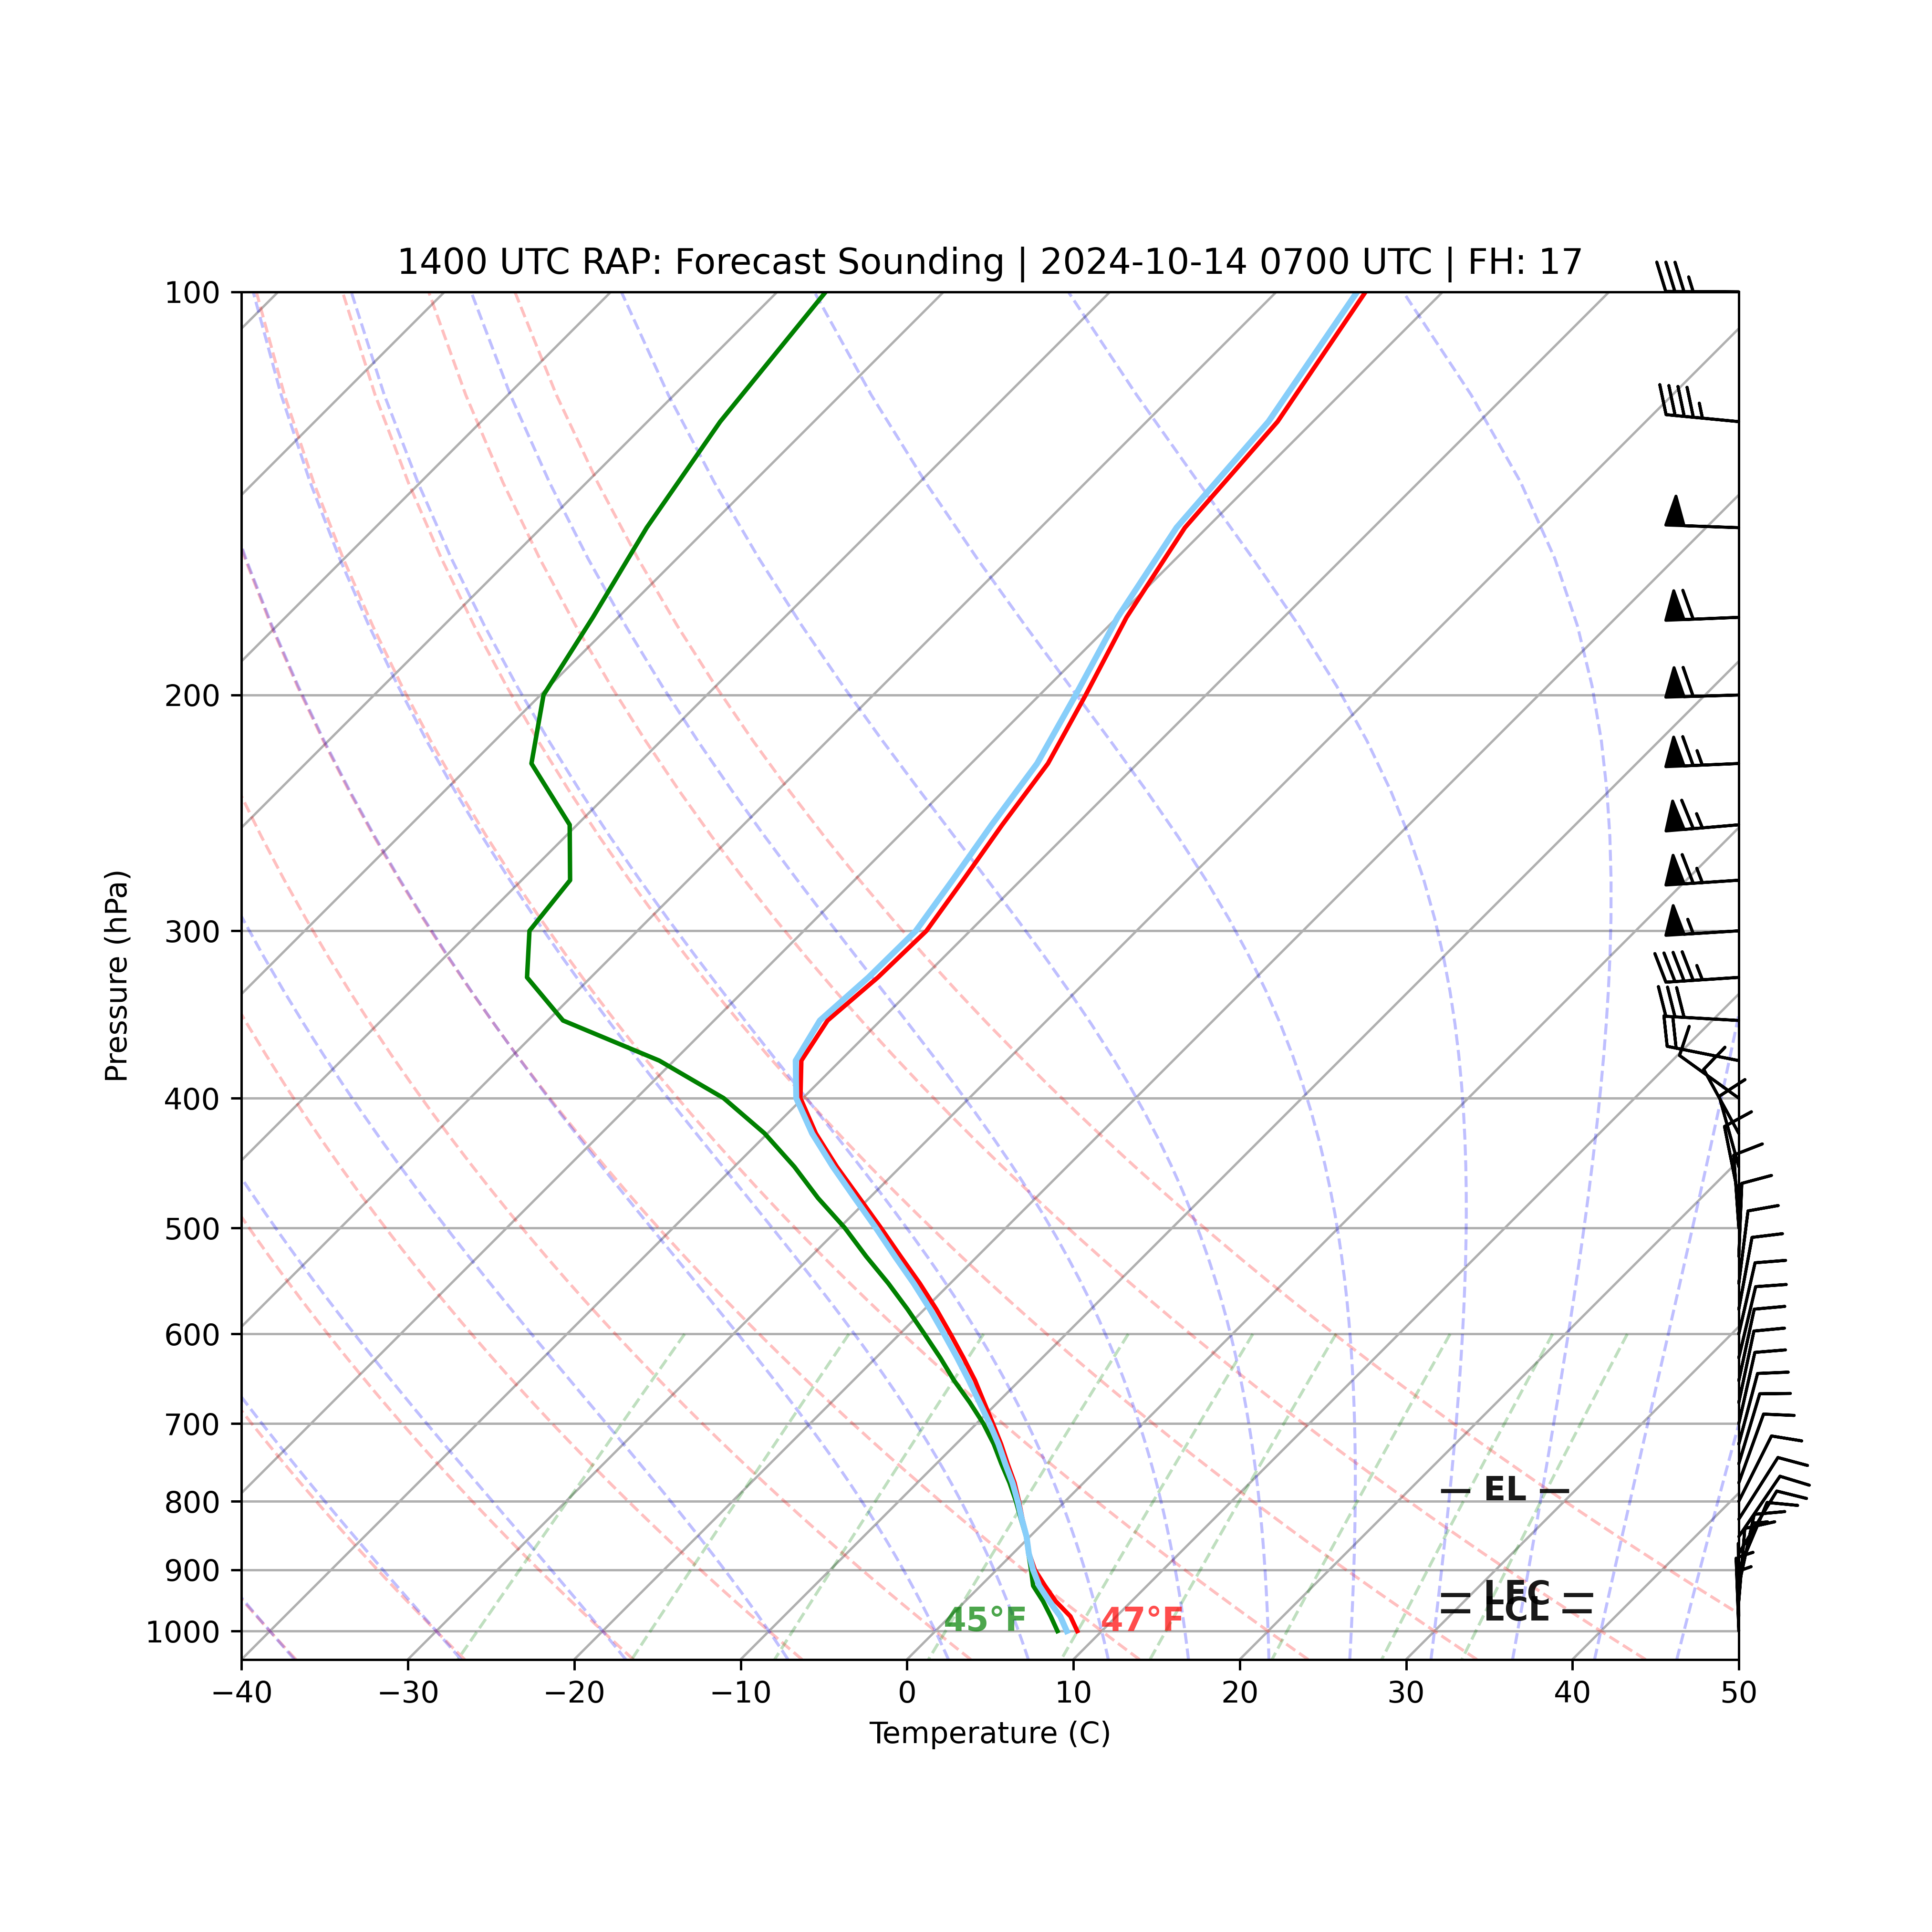 1400 UTC RAP: Forecast Sounding | 2024-10-14 0700 UTC | FH: 17
100
200
300
400
500
600
700
800
900
1000
Pressure (hPa)
— EL —
— LFC —
— LCL —
45°F
47°F
−40 −30 −20 −10 0 10 20 30 40 50
Temperature (C)